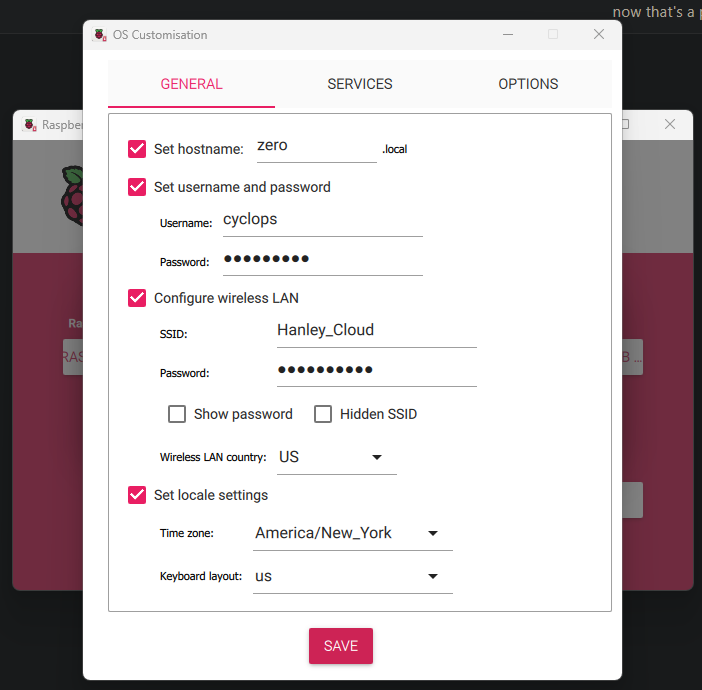 now that's a p
OS Customisation
GENERAL SERVICES OPTIONS
Raspber
Set hostname: zero .local
Set username and password
Username: cyclops
Password: ●●●●●●●●●
Configure wireless LAN
Ra
SSID: Hanley_Cloud
RAS
B ...
Password: ●●●●●●●●●●
Show password Hidden SSID
Wireless LAN country: US
Set locale settings
Time zone: America/New_York
Keyboard layout: us
SAVE